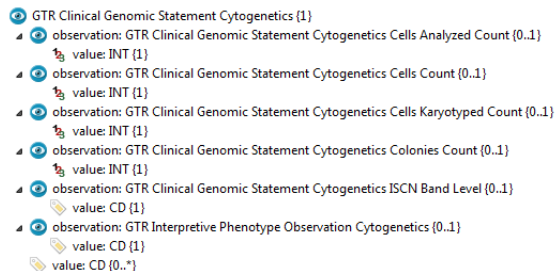 GTR Clinical Genomic Statement Cytogenetics {1}
observation: GTR Clinical Genomic Statement Cytogenetics Cells Analyzed Count {0..1}
value: INT {1}
observation: GTR Clinical Genomic Statement Cytogenetics Cells Count {0..1}
value: INT {1}
observation: GTR Clinical Genomic Statement Cytogenetics Cells Karyotyped Count {0..1}
value: INT {1}
observation: GTR Clinical Genomic Statement Cytogenetics Colonies Count {0..1}
value: INT {1}
observation: GTR Clinical Genomic Statement Cytogenetics ISCN Band Level {0..1}
value: CD {1}
observation: GTR Interpretive Phenotype Observation Cytogenetics {0..1}
value: CD {1}
value: CD {0..*}